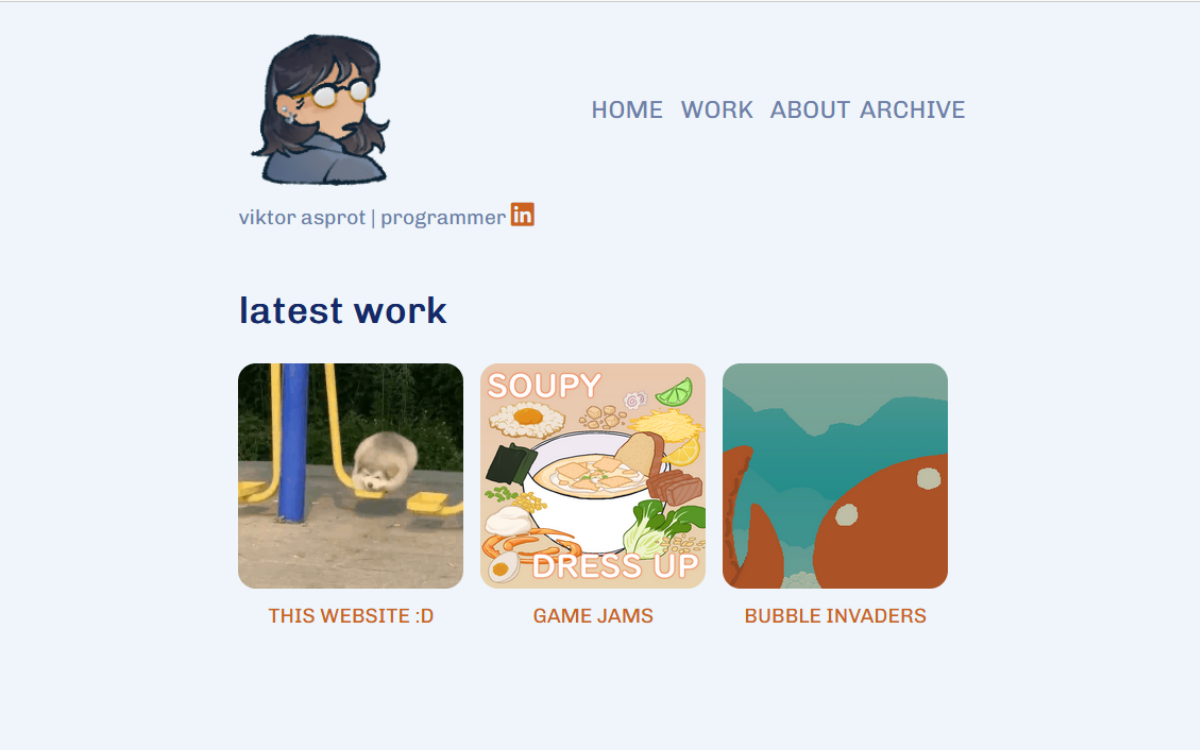 HOME WORK ABOUT ARCHIVE
viktor asprot | programmer in
latest work
SOUPY
DRESS UP
THIS WEBSITE :D
GAME JAMS
BUBBLE INVADERS